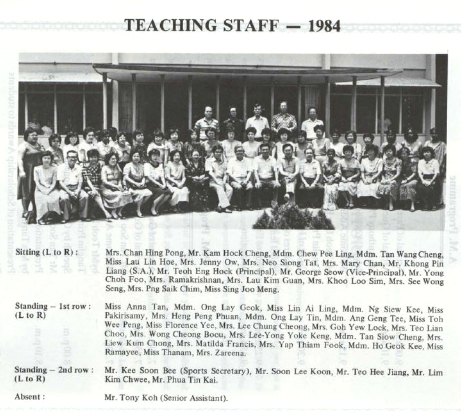 TEACHING STAFF — 1984
Sitting (L to R) : Mrs. Chan Hing Pong, Mr. Kam Hock Cheng, Mdm. Chew Pee Ling, Mdm. Tan Wang Cheng,
Miss Lau Lin Hoe, Mrs. Jenny Ow, Mrs. Neo Siong Tat, Mrs. Mary Chan, Mr. Khong Pin
Liang (S.A.), Mr. Teoh Eng Hock (Principal), Mr. George Seow (Vice-Principal), Mr. Yong
Choh Foo, Mrs. Ramakrishnan, Mrs. Lau Kim Guan, Mrs. Khoo Loo Sim, Mrs. See Wong
Seng, Mrs. Png Saik Chim, Miss Sing Joo Meng.
Standing – 1st row : Miss Anna Tan, Mdm. Ong Lay Geok, Miss Lin Ai Ling, Mdm. Ng Siew Kee, Miss
(L to R) Pakirisamy, Mrs. Heng Peng Phuan, Mdm. Ong Lay Tin, Mdm. Ang Geng Tee, Miss Toh
Wee Peng, Miss Florence Yee, Mrs. Lee Chung Cheong, Mrs. Goh Yew Lock, Mrs. Teo Lian
Choo, Mrs. Wong Cheong Boou, Mrs. Lee-Yong Yoke Keng, Mdm. Tan Siow Cheng, Mrs.
Liew Kum Chong, Mrs. Matilda Francis, Mrs. Yap Thiam Fook, Mdm. Ho Geok Kee, Miss
Ramayee, Miss Thanam, Mrs. Zareena.
Standing – 2nd row : Mr. Kee Soon Bee (Sports Secretary), Mr. Soon Lee Koon, Mr. Teo Hee Jiang, Mr. Lim
(L to R) Kim Chwee, Mr. Phua Tin Kai.
Absent : Mr. Tony Koh (Senior Assistant).